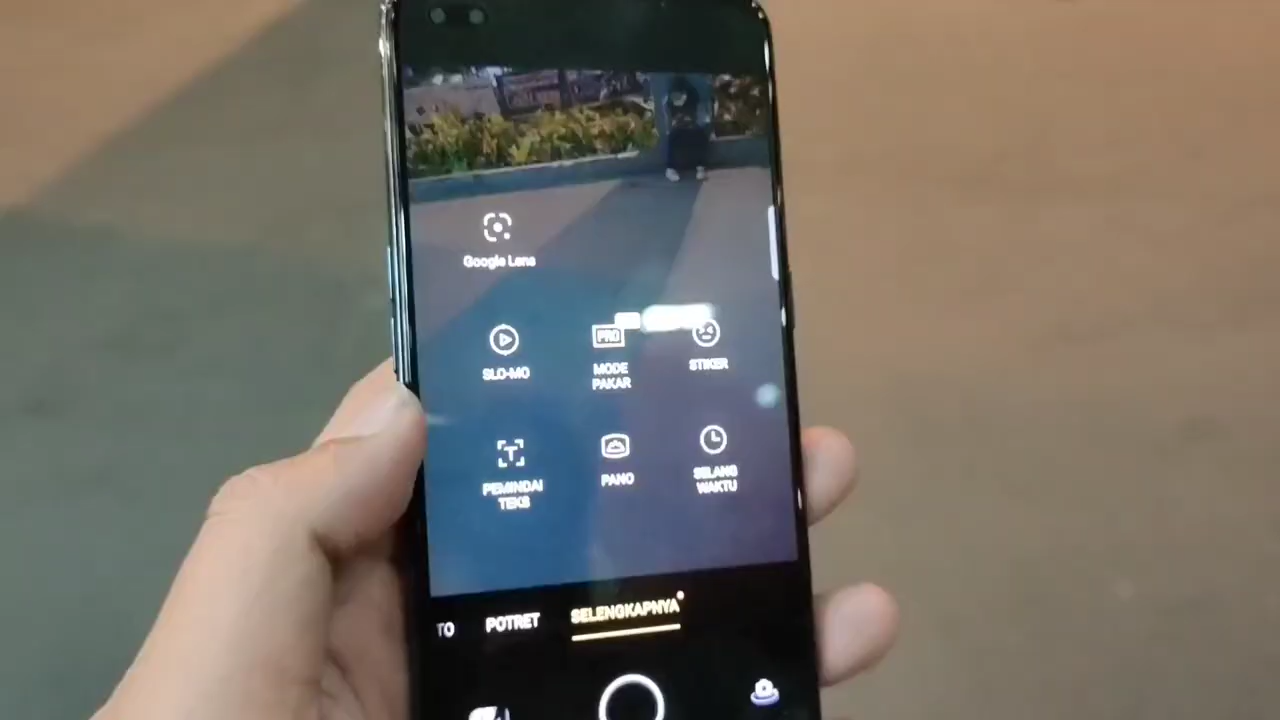 Google Lens
SLO-MO
PRO
MODE
PAKAR
STIKER
T
PEMINDAI
TEKS
PANO
SELANG
WAKTU
TO
POTRET
SELENGKAPNYA